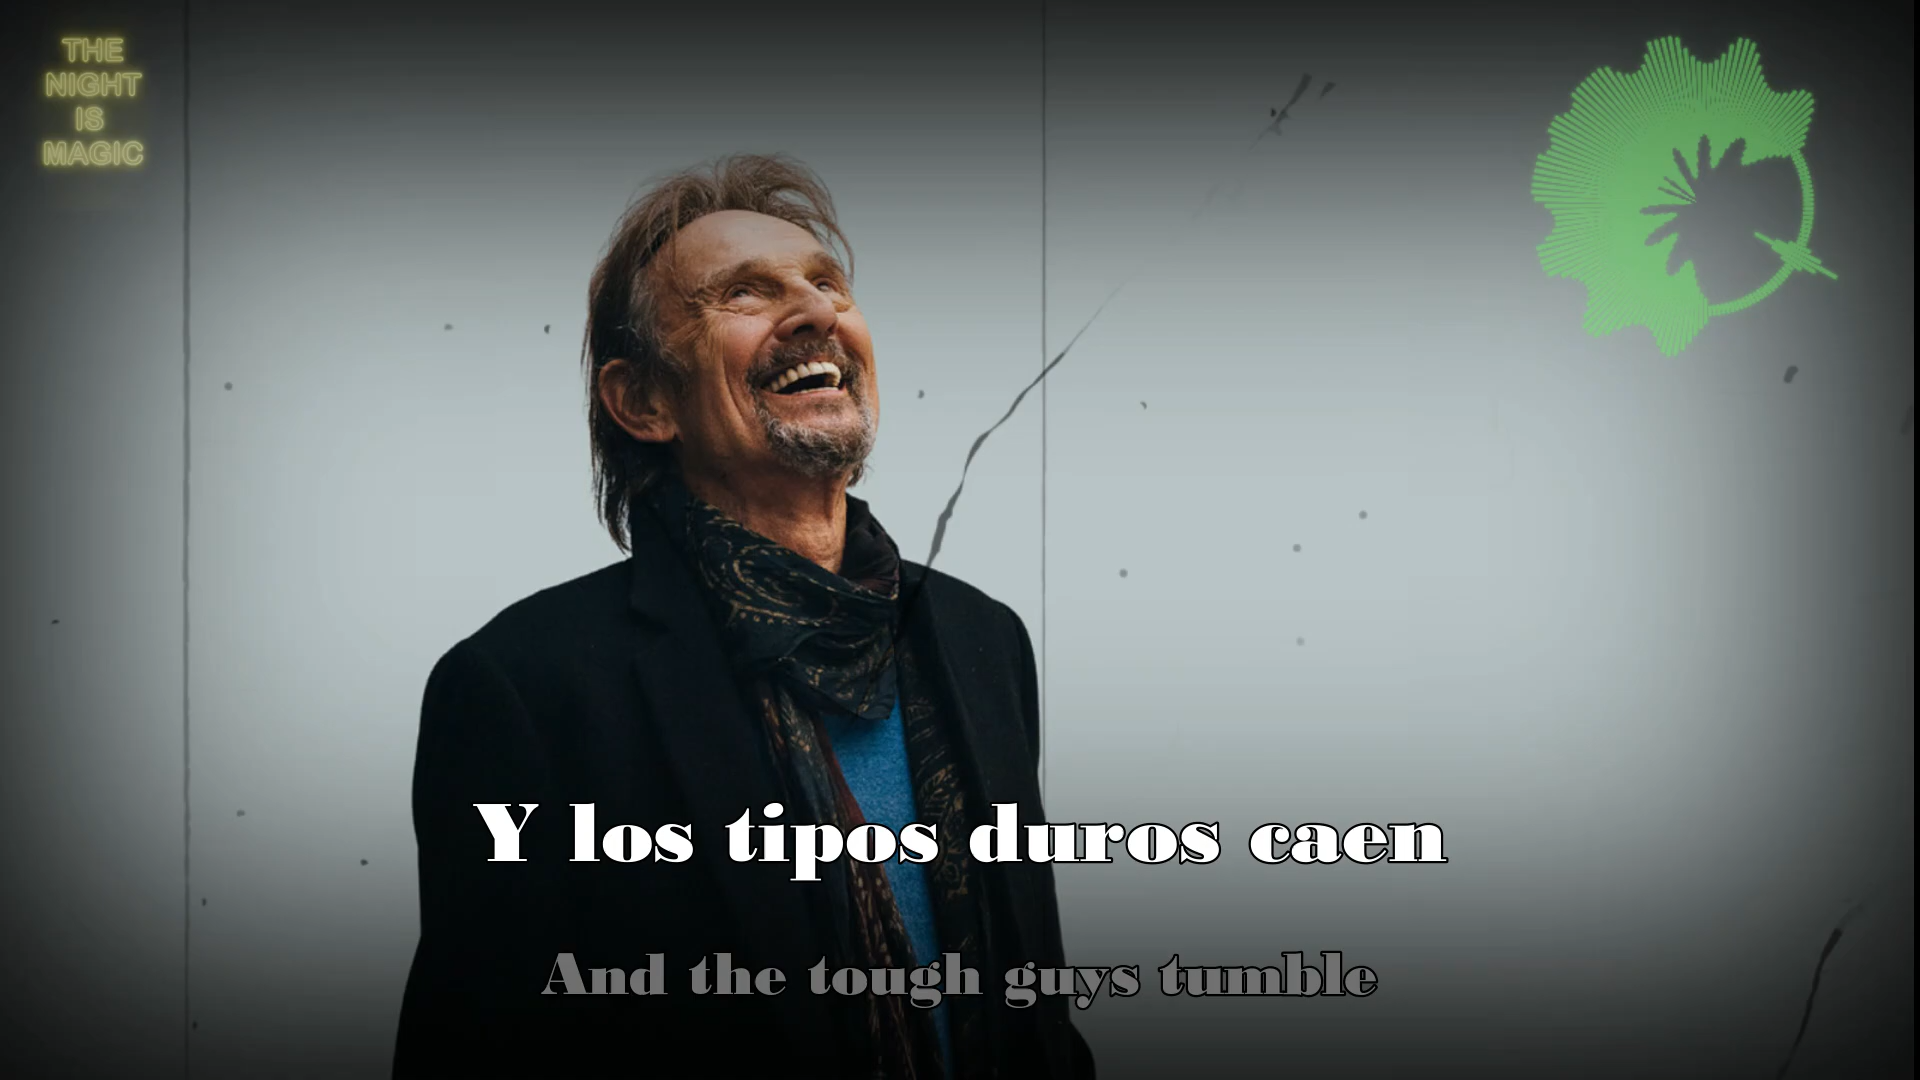 THE
NIGHT
IS
MAGIC
Y los tipos duros caen
And the tough guys tumble